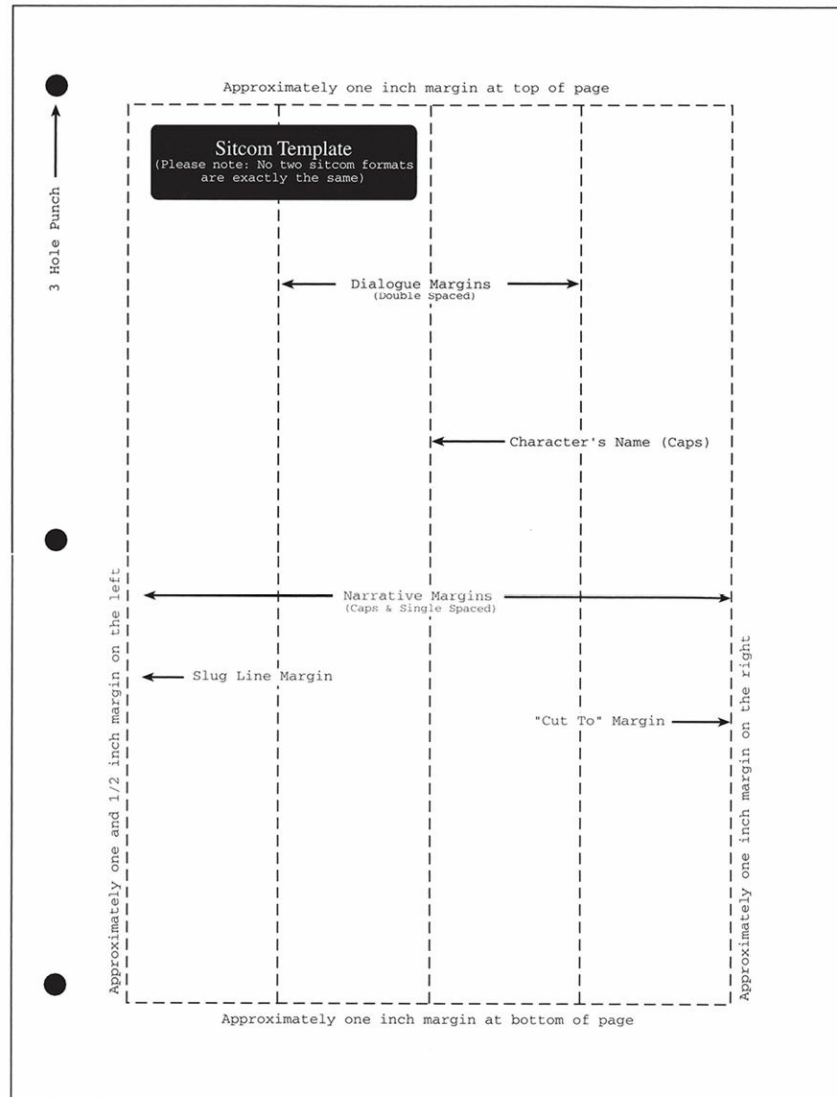 Approximately one inch margin at top of page
Sitcom Template
(Please note: No two sitcom formats
are exactly the same)
3 Hole Punch
Dialogue Margins
(Double Spaced)
Character's Name (Caps)
Narrative Margins
(Caps & Single Spaced)
Slug Line Margin
"Cut To" Margin
Approximately one and 1/2 inch margin on the left
Approximately one inch margin on the right
Approximately one inch margin at bottom of page